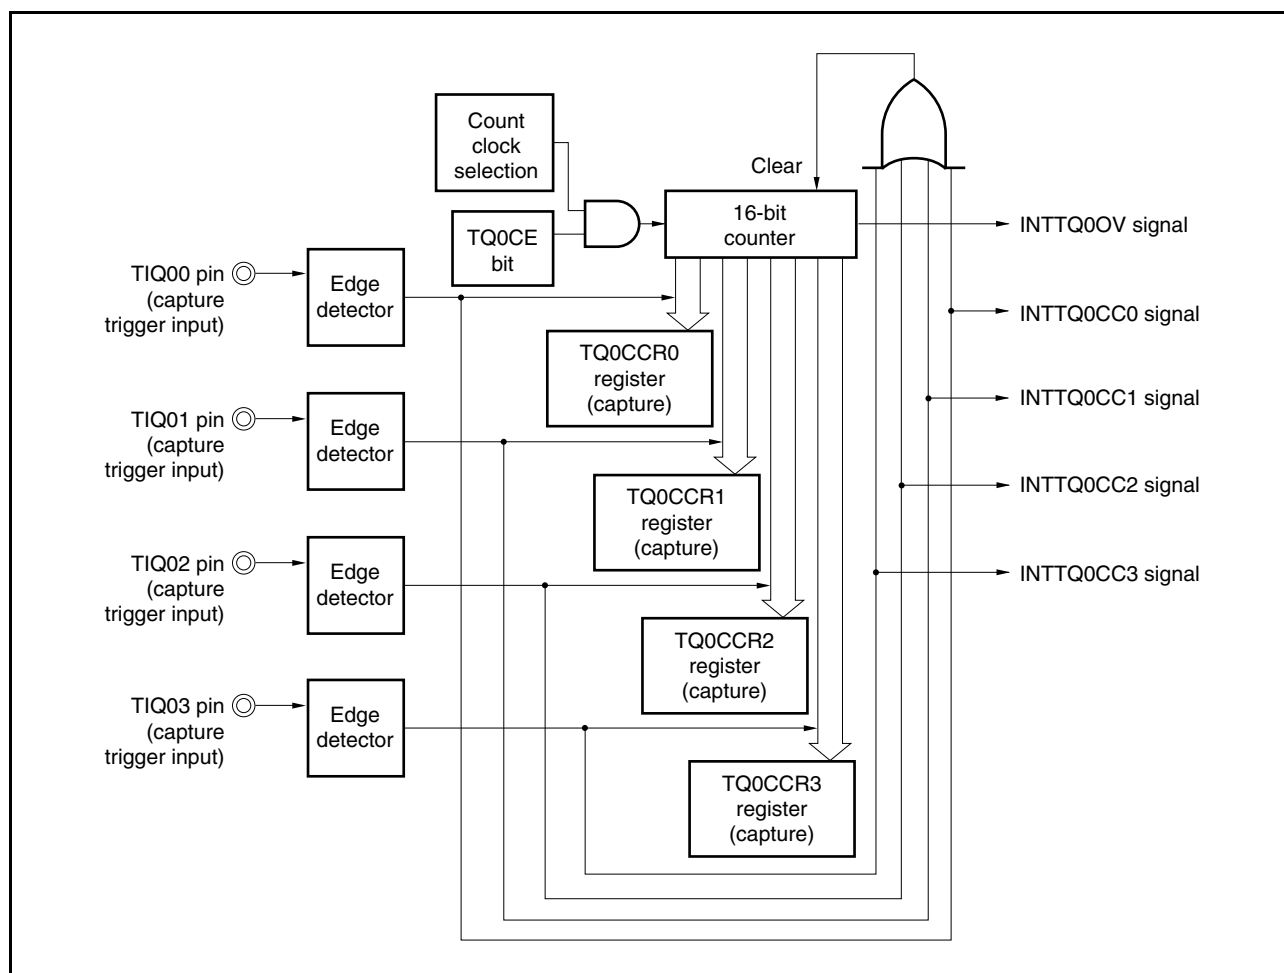 Count
clock
selection
Clear
TQ0CE
bit
16-bit
counter
INTTQ0OV signal
TIQ00 pin
(capture
trigger input)
Edge
detector
INTTQ0CC0 signal
TQ0CCR0
register
(capture)
TIQ01 pin
(capture
trigger input)
Edge
detector
INTTQ0CC1 signal
TQ0CCR1
register
(capture)
INTTQ0CC2 signal
TIQ02 pin
(capture
trigger input)
Edge
detector
INTTQ0CC3 signal
TQ0CCR2
register
(capture)
TIQ03 pin
(capture
trigger input)
Edge
detector
TQ0CCR3
register
(capture)